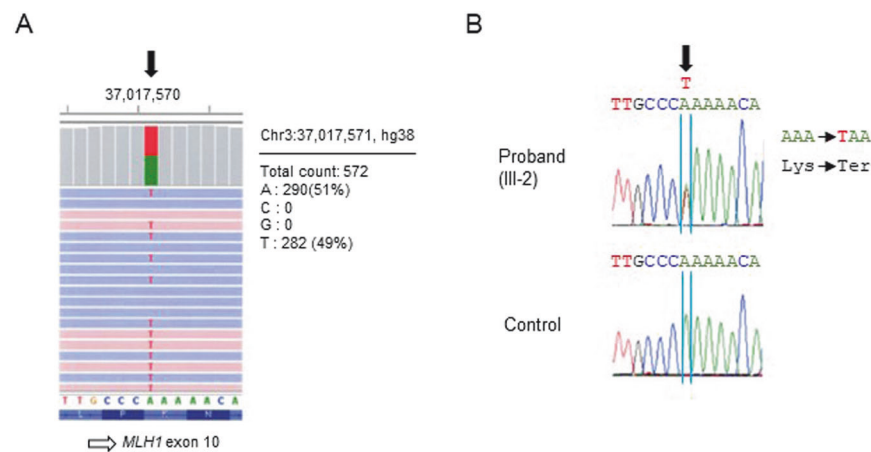 A
37,017,570
Chr3:37,017,571, hg38
Total count: 572
A : 290(51%)
C : 0
G : 0
T : 282 (49%)
T
T
T
T
T
T
T
T
T
T
T
T
T T G C C C A A A A A C A
L P N
MLH1 exon 10
B
T
TTGCCCAAAAACA
Proband
(III-2)
AAA→TAA
Lys→Ter
TTGCCCAAAAACA
Control